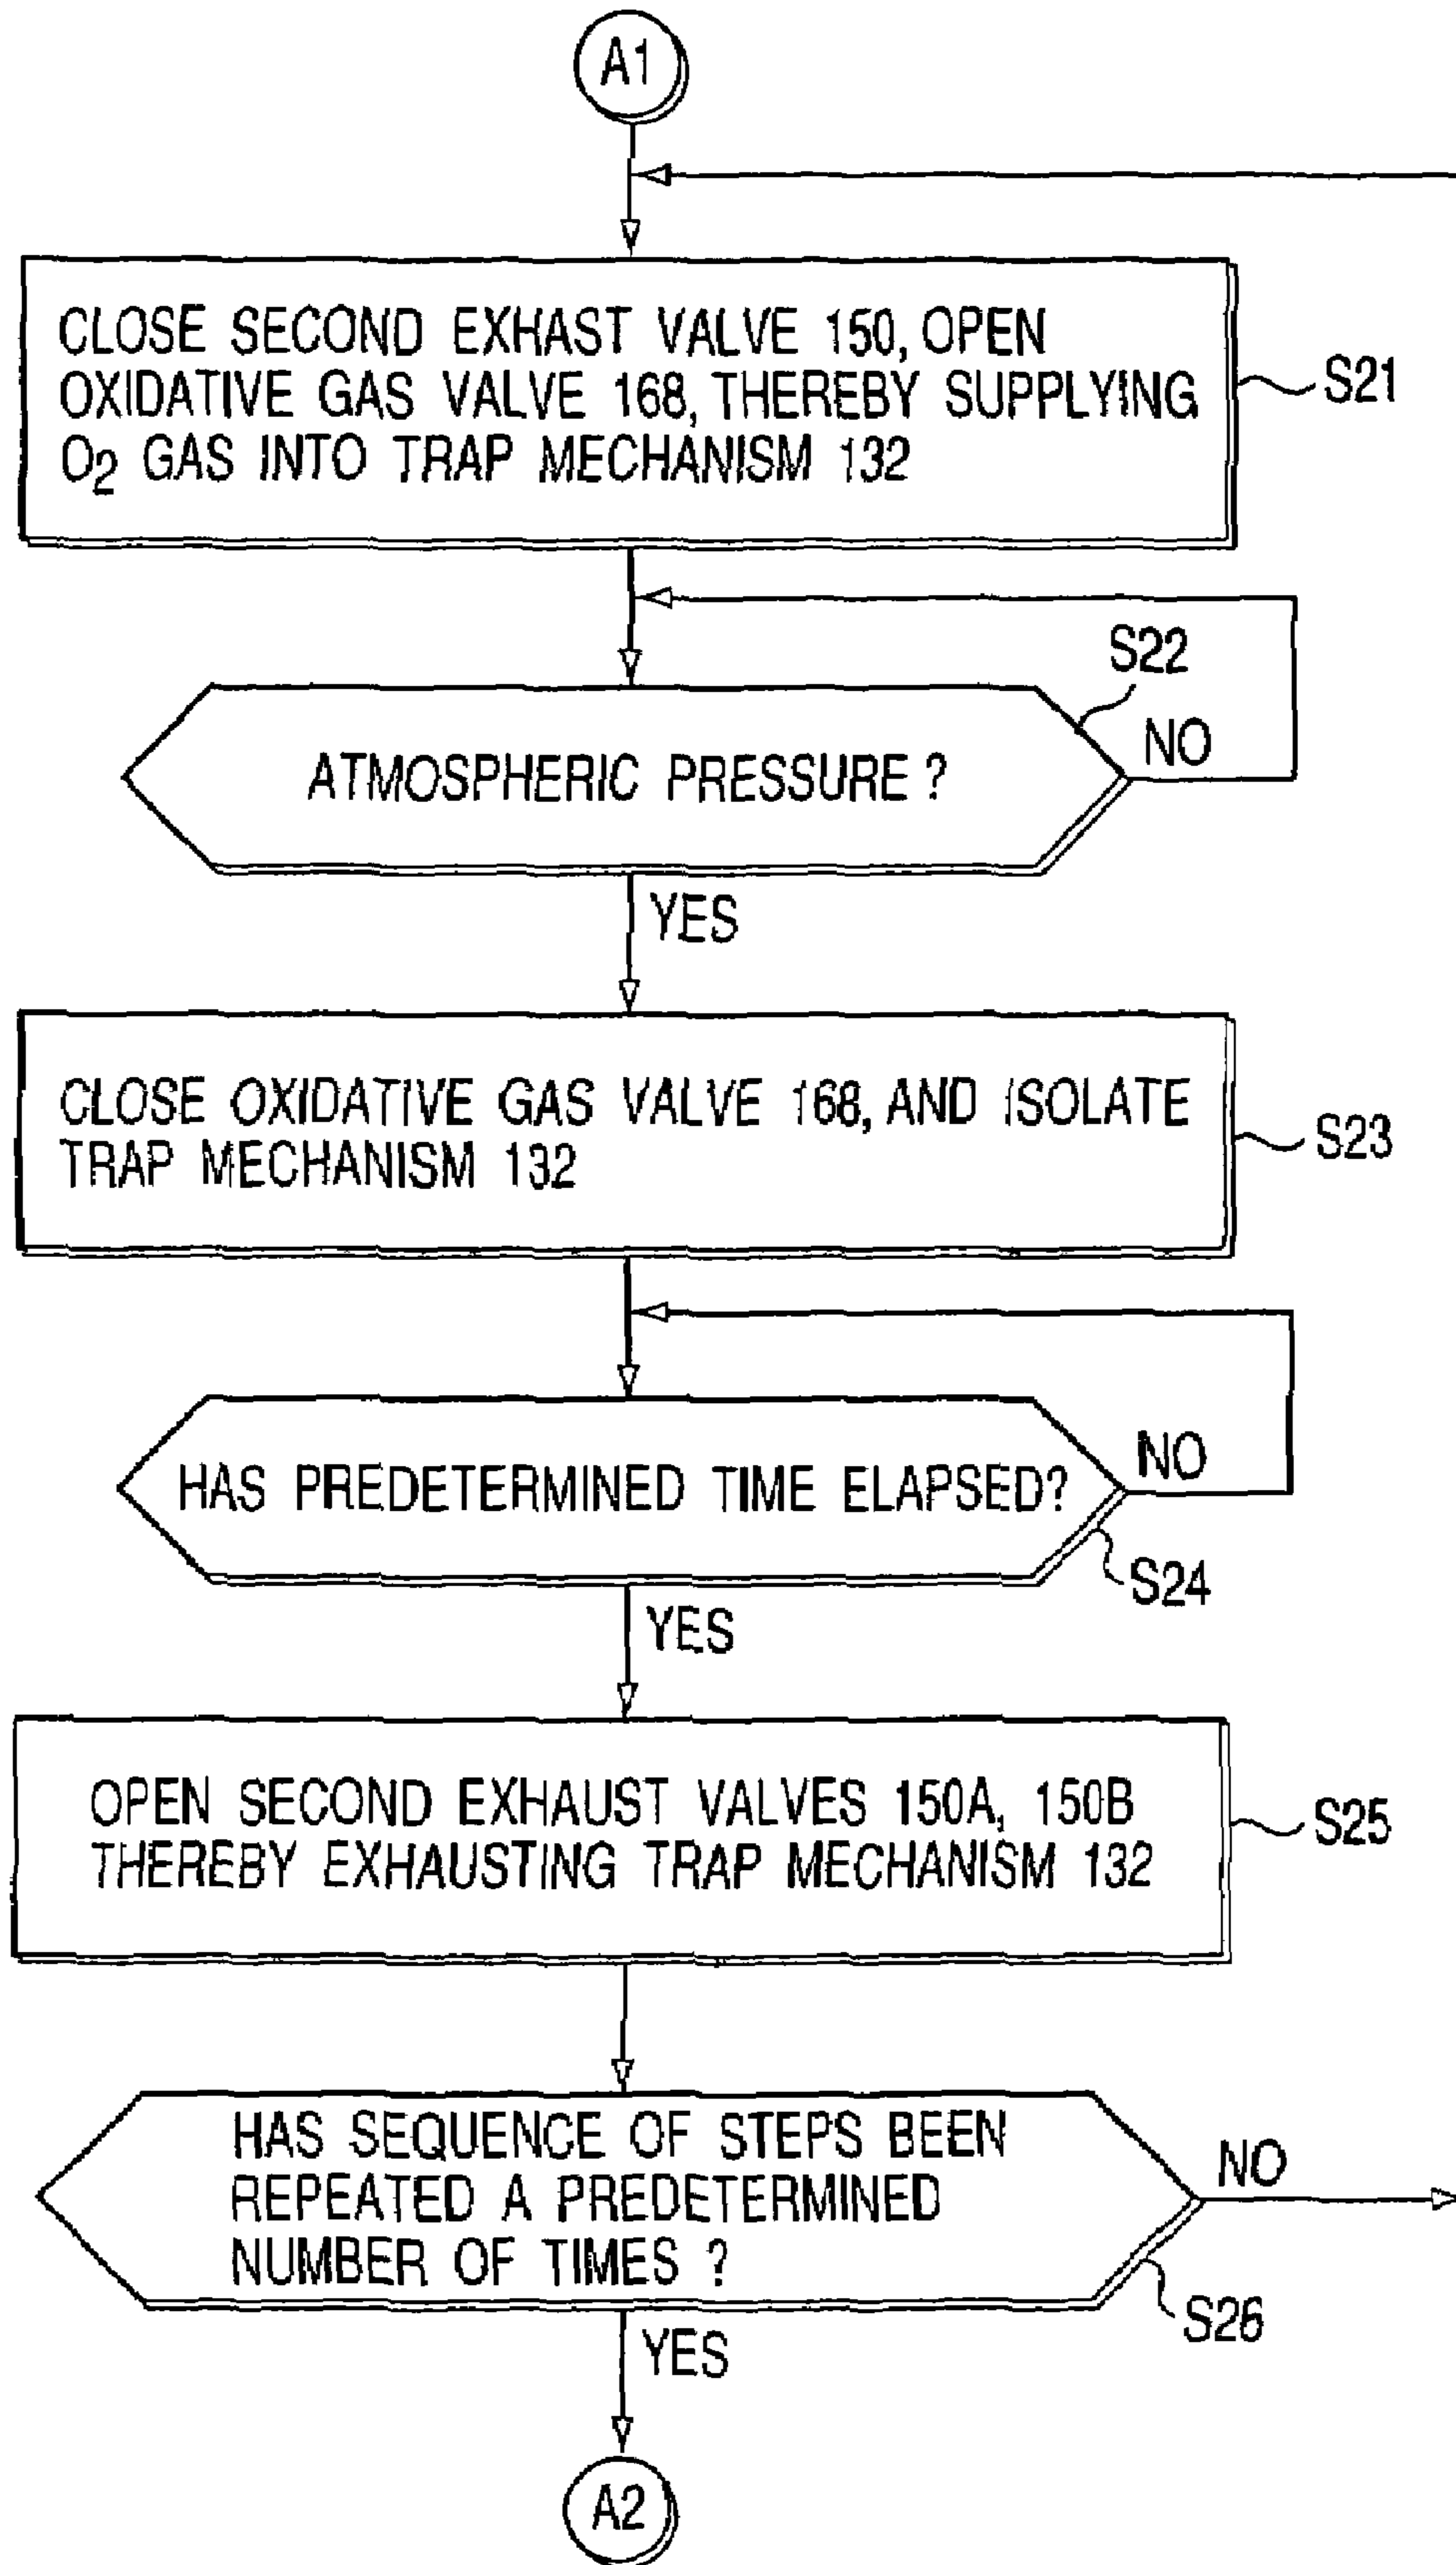 A1
CLOSE SECOND EXHAST VALVE 150, OPEN
OXIDATIVE GAS VALVE 168, THEREBY SUPPLYING
O2 GAS INTO TRAP MECHANISM 132
S21
S22
ATMOSPHERIC PRESSURE ?
NO
YES
CLOSE OXIDATIVE GAS VALVE 168, AND ISOLATE
TRAP MECHANISM 132
S23
HAS PREDETERMINED TIME ELAPSED?
NO
S24
YES
OPEN SECOND EXHAUST VALVES 150A, 150B
THEREBY EXHAUSTING TRAP MECHANISM 132
S25
HAS SEQUENCE OF STEPS BEEN
REPEATED A PREDETERMINED
NUMBER OF TIMES ?
NO
S26
YES
A2